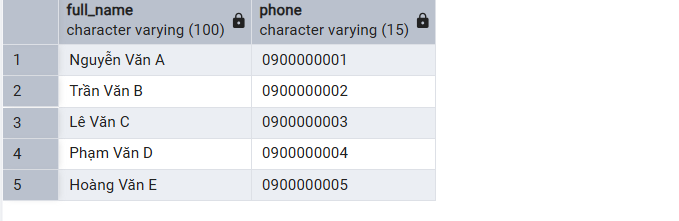 full_name phone
character varying (100) character varying (15)
1 Nguyễn Văn A 0900000001
2 Trần Văn B 0900000002
3 Lê Văn C 0900000003
4 Phạm Văn D 0900000004
5 Hoàng Văn E 0900000005